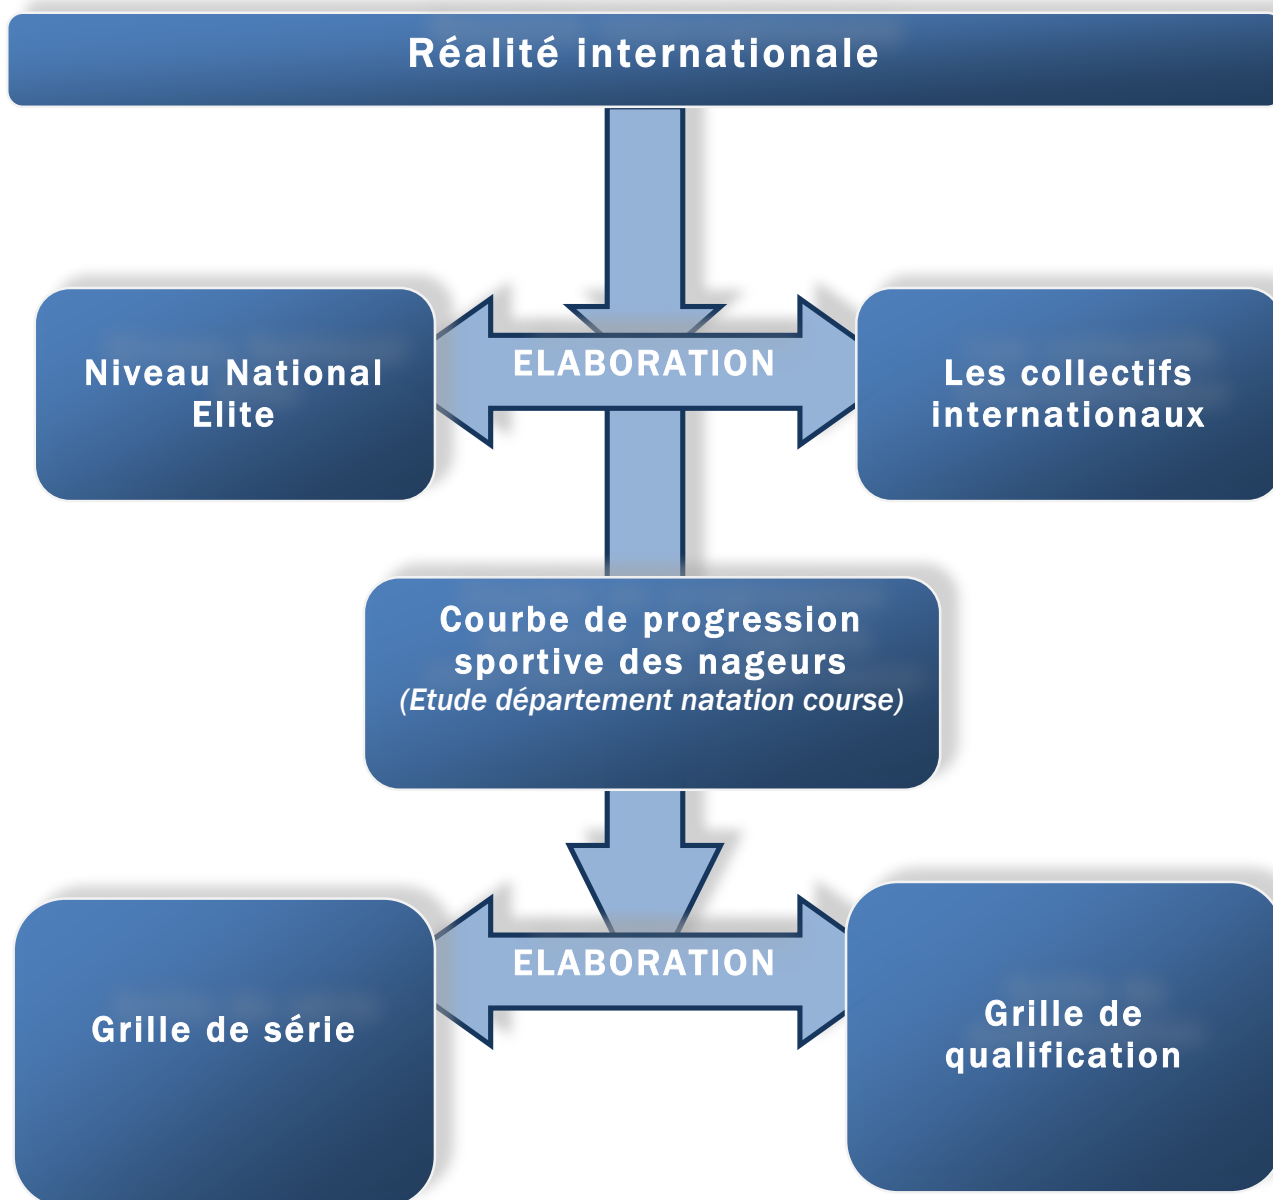 Réalité internationale
ELABORATION
Niveau National
Elite
Les collectifs
internationaux
Courbe de progression
sportive des nageurs
(Etude département natation course)
ELABORATION
Grille de série
Grille de
qualification